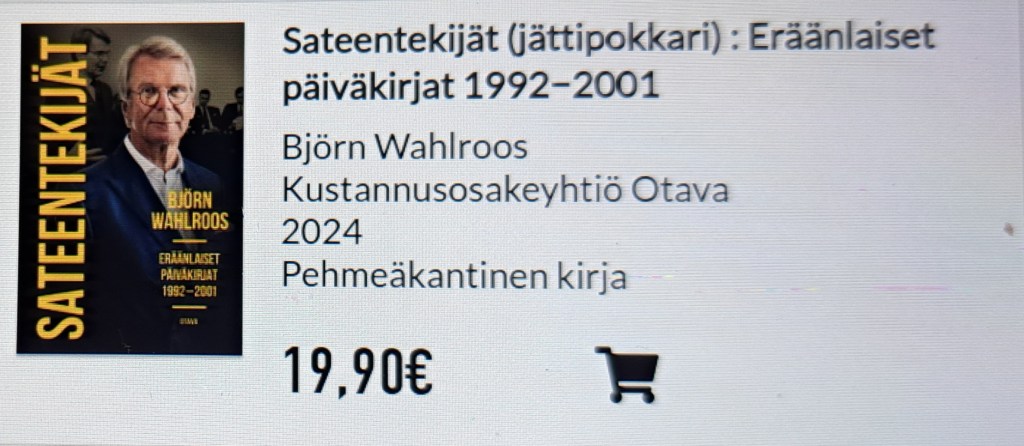 SATEENTEKIJÄT
BJÖRN
WAHLROOS
ERÄÄNLAISET
PÄIVÄKIRJAT
1992–2001
OTAVA
Sateentekijät (jättipokkari) : Eräänlaiset
päiväkirjat 1992–2001
Björn Wahlroos
Kustannusosakeyhtiö Otava
2024
Pehmeäkantinen kirja
19,90€